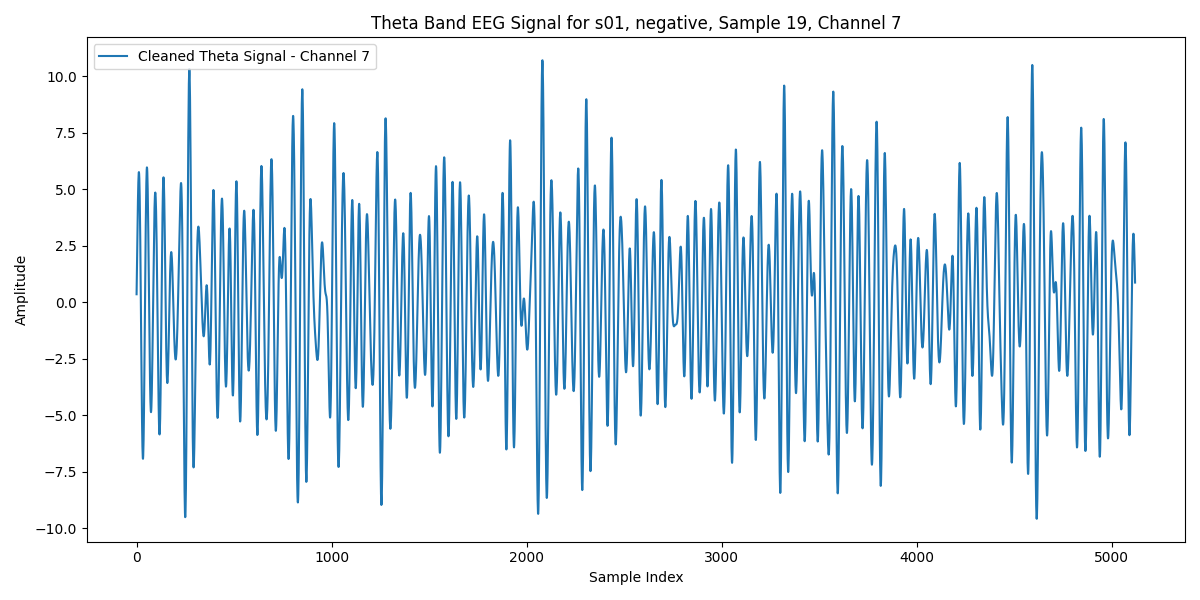 Theta Band EEG Signal for s01, negative, Sample 19, Channel 7
Cleaned Theta Signal - Channel 7
Amplitude
10.0
7.5
5.0
2.5
0.0
−2.5
−5.0
−7.5
−10.0
0 1000 2000 3000 4000 5000
Sample Index